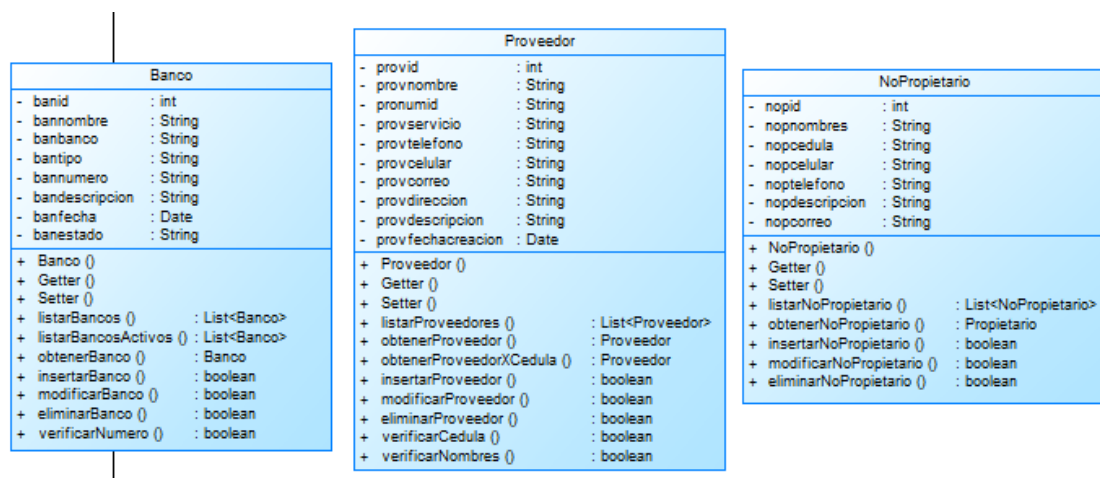 Banco
- banid : int
- bannombre : String
- banbanco : String
- bantipo : String
- bannumero : String
- bandescripcion : String
- banfecha : Date
- banestado : String
+ Banco ()
+ Getter ()
+ Setter ()
+ listarBancos () : List<Banco>
+ listarBancosActivos () : List<Banco>
+ obtenerBanco () : Banco
+ insertarBanco () : boolean
+ modificarBanco () : boolean
+ eliminarBanco () : boolean
+ verificarNumero () : boolean
Proveedor
- provid : int
- provnombre : String
- pronumid : String
- provservicio : String
- provtelefono : String
- provcelular : String
- provcorreo : String
- provdireccion : String
- provdescripcion : String
- provfechacreacion : Date
+ Proveedor ()
+ Getter ()
+ Setter ()
+ listarProveedores () : List<Proveedor>
+ obtenerProveedor () : Proveedor
+ obtenerProveedorXCedula () : Proveedor
+ insertarProveedor () : boolean
+ modificarProveedor () : boolean
+ eliminarProveedor () : boolean
+ verificarCedula () : boolean
+ verificarNombres () : boolean
NoPropietario
- nopid : int
- nopnombres : String
- nopcedula : String
- nopcelular : String
- noptelefono : String
- nopdescripcion : String
- nopcorreo : String
+ NoPropietario ()
+ Getter ()
+ Setter ()
+ listarNoPropietario () : List<NoPropietario>
+ obtenerNoPropietario () : Propietario
+ insertarNoPropietario () : boolean
+ modificarNoPropietario () : boolean
+ eliminarNoPropietario () : boolean